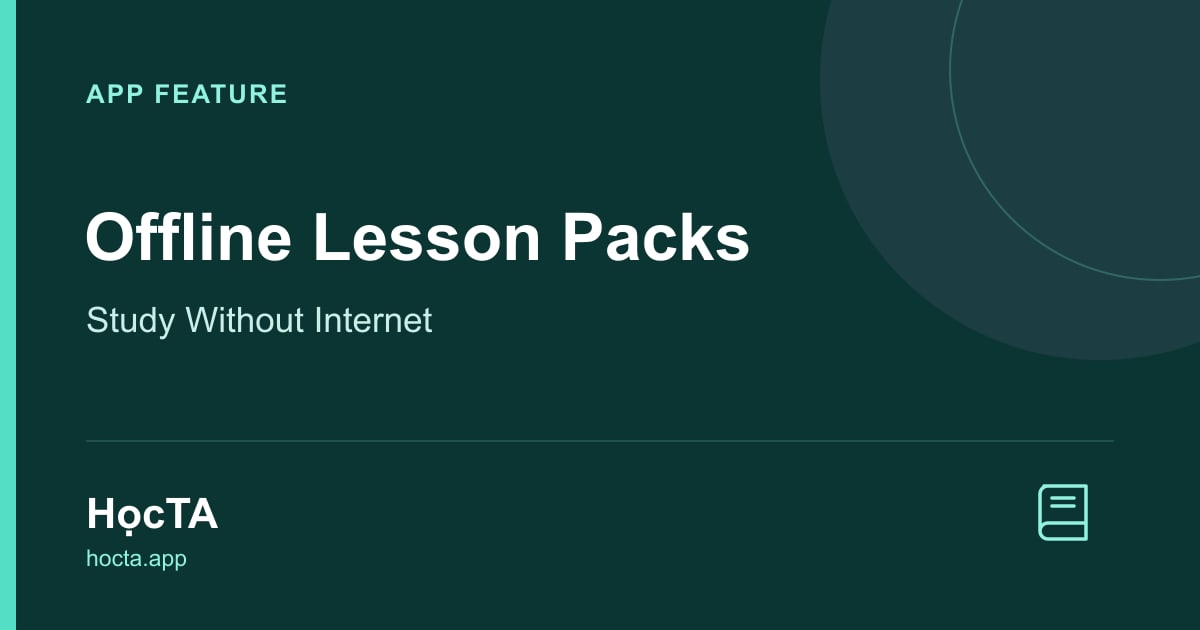 APP FEATURE
Offline Lesson Packs
Study Without Internet
HọcTA
hocta.app